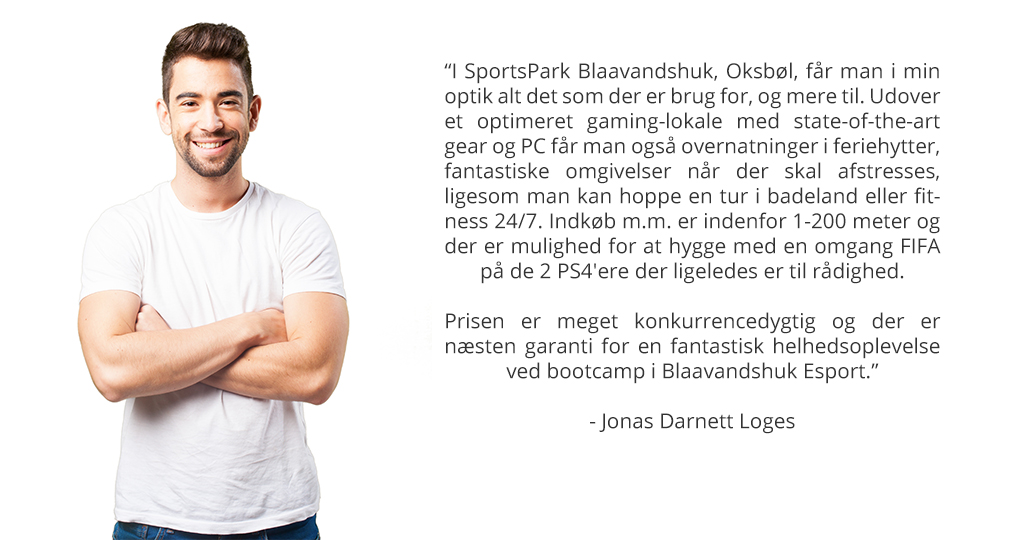 “I SportsPark Blaavandshuk, Oksbøl, får man i min
optik alt det som der er brug for, og mere til. Udover
et optimeret gaming-lokale med state-of-the-art
gear og PC får man også overnatninger i feriehytter,
fantastiske omgivelser når der skal afstresses,
ligesom man kan hoppe en tur i badeland eller fit-
ness 24/7. Indkøb m.m. er indenfor 1-200 meter og
der er mulighed for at hygge med en omgang FIFA
på de 2 PS4'ere der ligeledes er til rådighed.
Prisen er meget konkurrencedygtig og der er
næsten garanti for en fantastisk helhedsoplevelse
ved bootcamp i Blaavandshuk Esport.”
- Jonas Darnett Loges